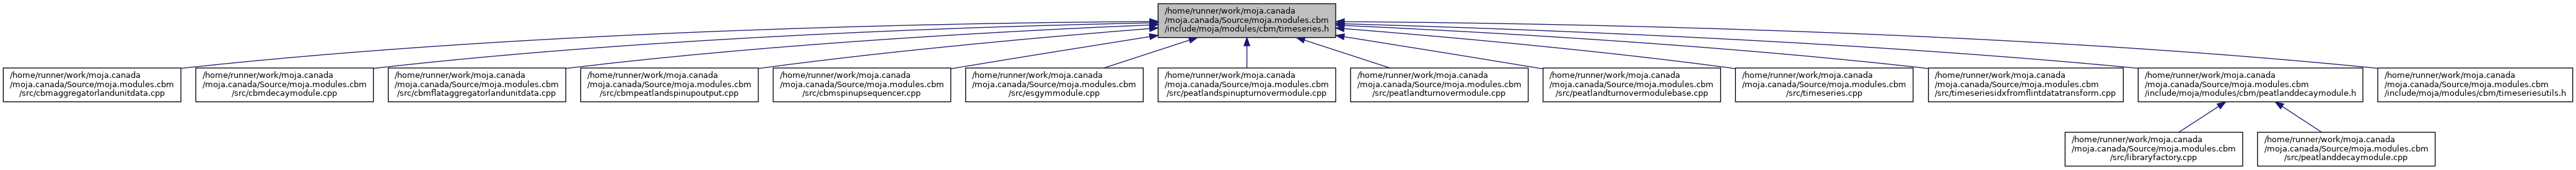 /home/runner/work/moja.canada
/moja.canada/Source/moja.modules.cbm
/include/moja/modules/cbm/timeseries.h
/home/runner/work/moja.canada
/moja.canada/Source/moja.modules.cbm
/src/cbmaggregatorlandunitdata.cpp
/home/runner/work/moja.canada
/moja.canada/Source/moja.modules.cbm
/src/cbmdecaymodule.cpp
/home/runner/work/moja.canada
/moja.canada/Source/moja.modules.cbm
/src/cbmflataggregatorlandunitdata.cpp
/home/runner/work/moja.canada
/moja.canada/Source/moja.modules.cbm
/src/cbmpeatlandspinupoutput.cpp
/home/runner/work/moja.canada
/moja.canada/Source/moja.modules.cbm
/src/cbmspinupsequencer.cpp
/home/runner/work/moja.canada
/moja.canada/Source/moja.modules.cbm
/src/esgymmodule.cpp
/home/runner/work/moja.canada
/moja.canada/Source/moja.modules.cbm
/src/peatlandspinupturnovermodule.cpp
/home/runner/work/moja.canada
/moja.canada/Source/moja.modules.cbm
/src/peatlandturnovermodule.cpp
/home/runner/work/moja.canada
/moja.canada/Source/moja.modules.cbm
/src/peatlandturnovermodulebase.cpp
/home/runner/work/moja.canada
/moja.canada/Source/moja.modules.cbm
/src/timeseries.cpp
/home/runner/work/moja.canada
/moja.canada/Source/moja.modules.cbm
/src/timeseriesidxfromflintdatatransform.cpp
/home/runner/work/moja.canada
/moja.canada/Source/moja.modules.cbm
/include/moja/modules/cbm/peatlanddecaymodule.h
/home/runner/work/moja.canada
/moja.canada/Source/moja.modules.cbm
/include/moja/modules/cbm/timeseriesutils.h
/home/runner/work/moja.canada
/moja.canada/Source/moja.modules.cbm
/src/libraryfactory.cpp
/home/runner/work/moja.canada
/moja.canada/Source/moja.modules.cbm
/src/peatlanddecaymodule.cpp